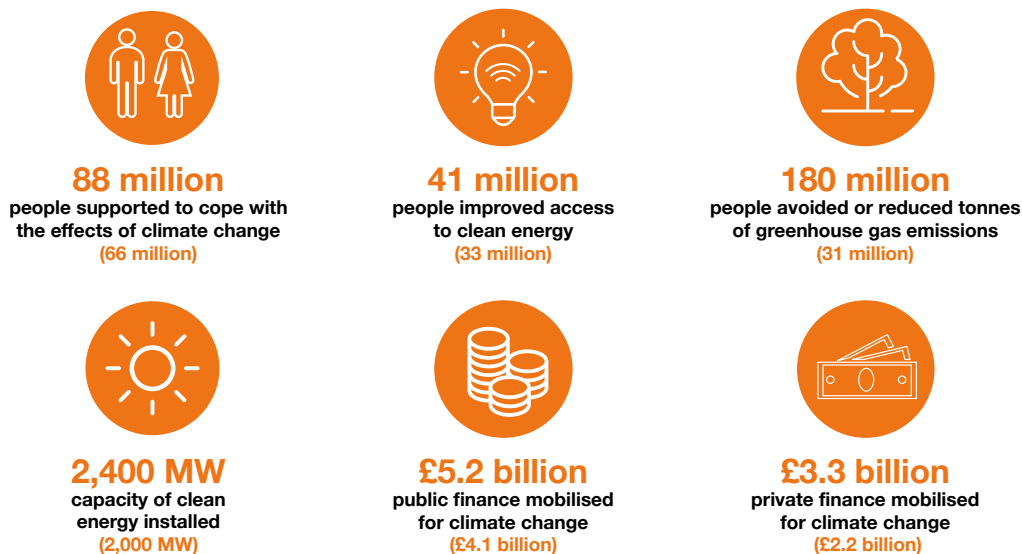 88 million
people supported to cope with
the effects of climate change
(66 million)
41 million
people improved access
to clean energy
(33 million)
180 million
people avoided or reduced tonnes
of greenhouse gas emissions
(31 million)
2,400 MW
capacity of clean
energy installed
(2,000 MW)
£5.2 billion
public finance mobilised
for climate change
(£4.1 billion)
£3.3 billion
private finance mobilised
for climate change
(£2.2 billion)